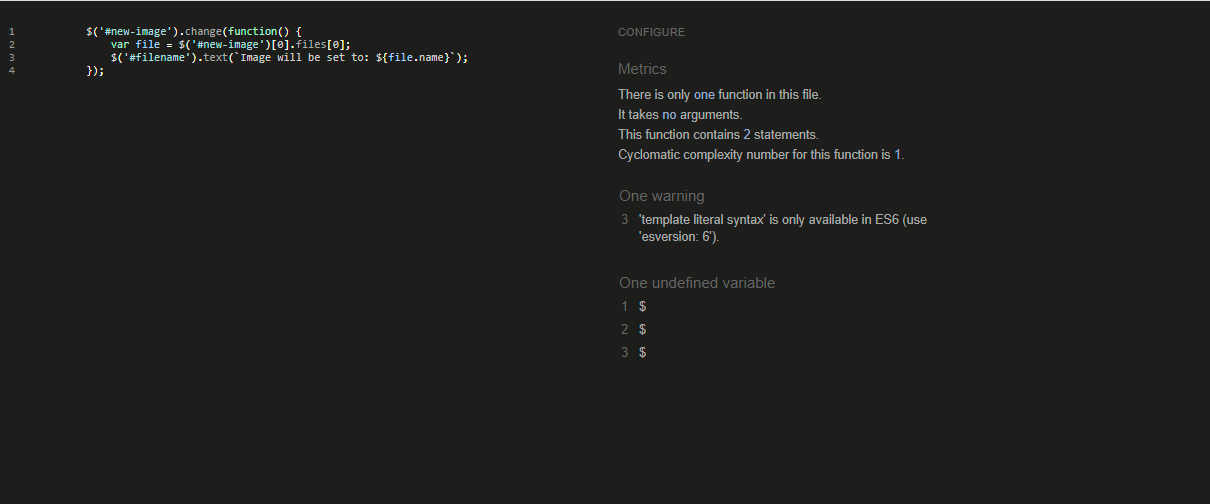 1 $('#new-image').change(function() {
2 var file = $('#new-image')[0].files[0];
3 $('#filename').text(`Image will be set to: ${file.name}`);
4 });
CONFIGURE
Metrics
There is only one function in this file.
It takes no arguments.
This function contains 2 statements.
Cyclomatic complexity number for this function is 1.
One warning
3 'template literal syntax' is only available in ES6 (use
'esversion: 6').
One undefined variable
1 $
2 $
3 $